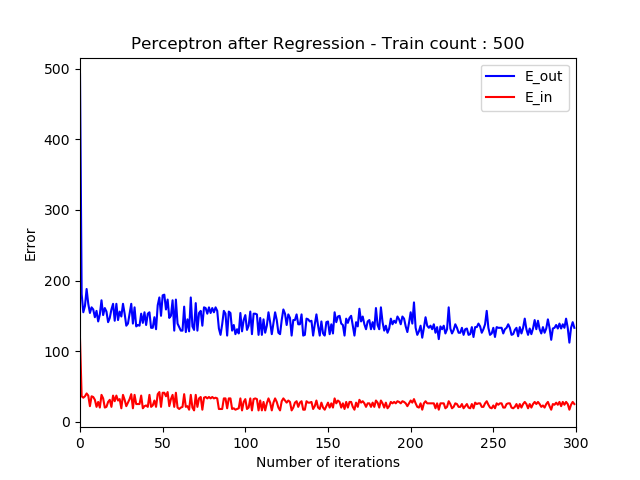 Perceptron after Regression - Train count : 500
E_out
E_in
Error
500
400
300
200
100
0
0
50
100
150
200
250
300
Number of iterations